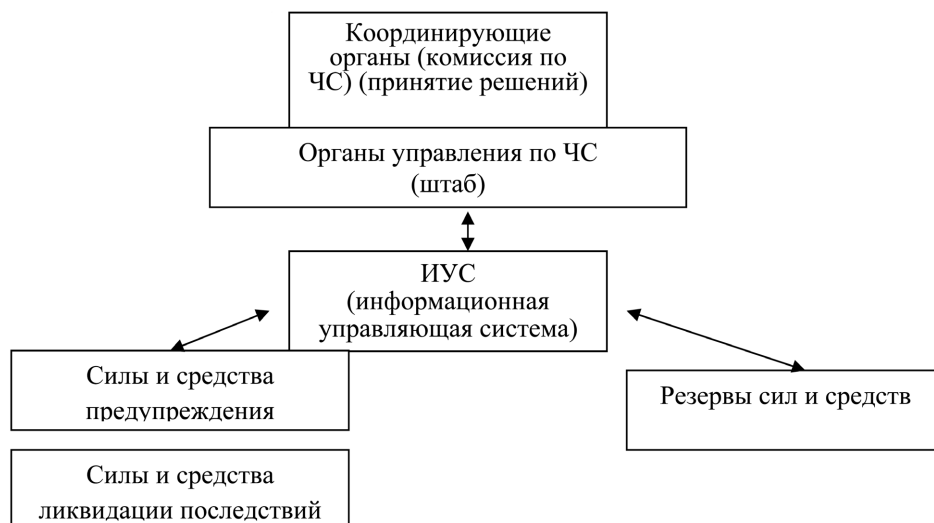 Координирующие
органы (комиссия по
ЧС) (принятие решений)
Органы управления по ЧС
(штаб)
ИУС
(информационная
управляющая система)
Силы и средства
предупреждения
Резервы сил и средств
Силы и средства
ликвидации последствий